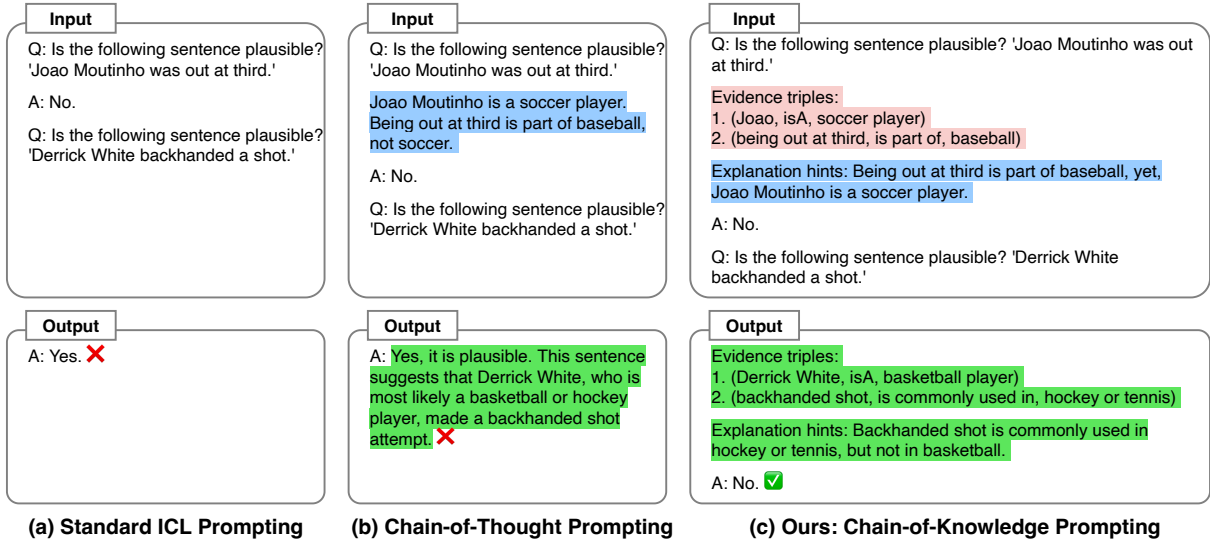 Input
Q: Is the following sentence plausible?
'Joao Moutinho was out at third.'
A: No.
Q: Is the following sentence plausible?
'Derrick White backhanded a shot.'
Output
A: Yes.
(a) Standard ICL Prompting
Input
Q: Is the following sentence plausible?
'Joao Moutinho was out at third.'
Joao Moutinho is a soccer player.
Being out at third is part of baseball,
not soccer.
A: No.
Q: Is the following sentence plausible?
'Derrick White backhanded a shot.'
Output
A: Yes, it is plausible. This sentence
suggests that Derrick White, who is
most likely a basketball or hockey
player, made a backhanded shot
attempt.
(b) Chain-of-Thought Prompting
Input
Q: Is the following sentence plausible? 'Joao Moutinho was out
at third.'
Evidence triples:
1. (Joao, isA, soccer player)
2. (being out at third, is part of, baseball)
Explanation hints: Being out at third is part of baseball, yet,
Joao Moutinho is a soccer player.
A: No.
Q: Is the following sentence plausible? 'Derrick White
backhanded a shot.'
Output
Evidence triples:
1. (Derrick White, isA, basketball player)
2. (backhanded shot, is commonly used in, hockey or tennis)
Explanation hints: Backhanded shot is commonly used in
hockey or tennis, but not in basketball.
A: No.
(c) Ours: Chain-of-Knowledge Prompting